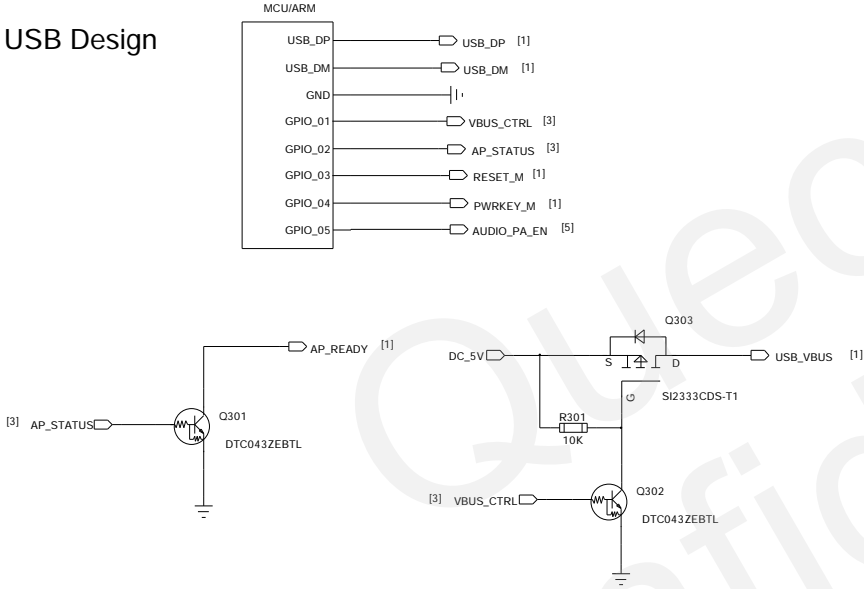 MCU/ARM
USB Design
USB_DP USB_DP [1]
USB_DM USB_DM [1]
GND
GPIO_01 VBUS_CTRL [3]
GPIO_02 AP_STATUS [3]
GPIO_03 RESET_M [1]
GPIO_04 PWRKEY_M [1]
GPIO_05 AUDIO_PA_EN [5]
Q303
AP_READY [1]
DC_5V S D USB_VBUS [1]
G SI2333CDS-T1
[3] AP_STATUS Q301
R301
10K
DTC043ZEBTL
[3] VBUS_CTRL Q302
DTC043ZEBTL
Quec